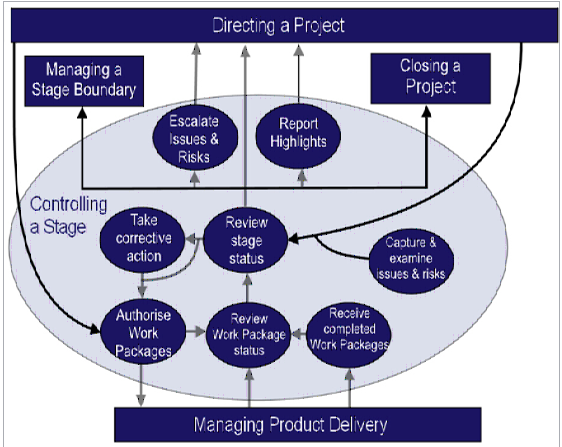 Directing a Project
Managing a
Stage Boundary
Closing a
Project
Escalate
Issues &
Risks
Report
Highlights
Controlling
a Stage
Take
corrective
action
Review
stage
status
Capture &
examine
issues & risks
Authorise
Work
Packages
Review
Work Package
status
Receive
completed
Work Packages
Managing Product Delivery